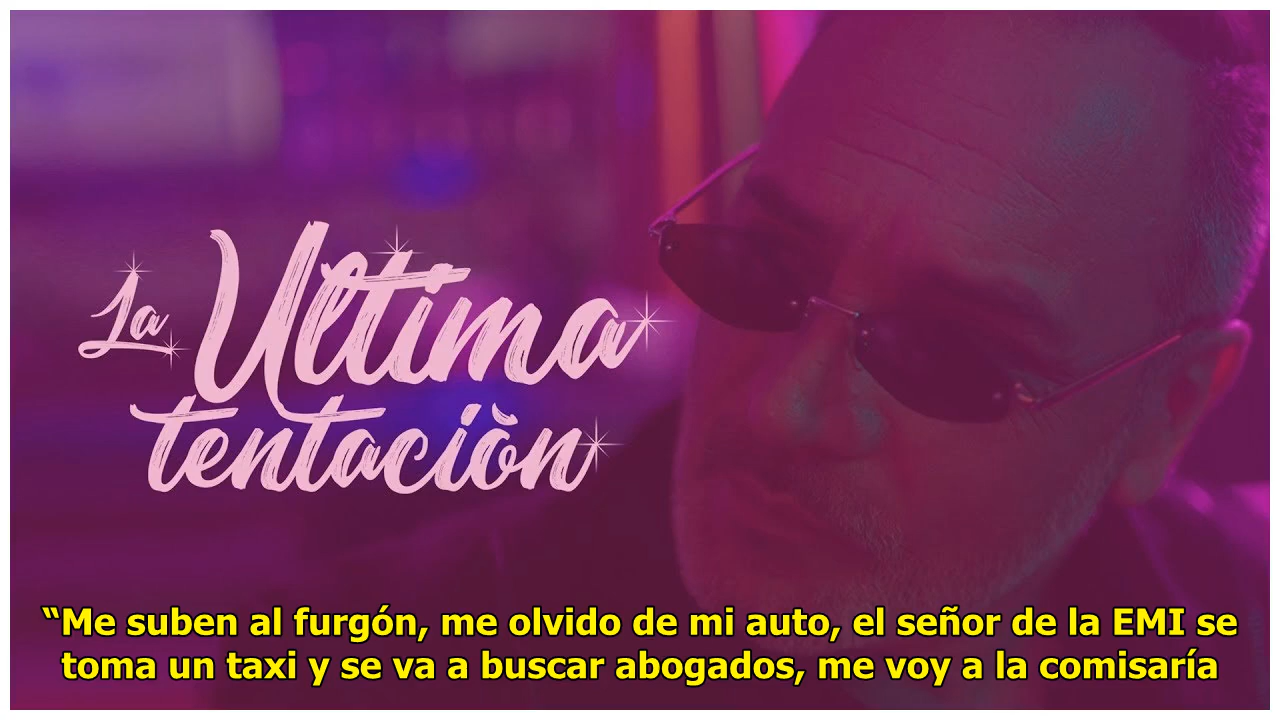 La Ultima
tentaciòn
“Me suben al furgón, me olvido de mi auto, el señor de la EMI se
toma un taxi y se va a buscar abogados, me voy a la comisaría